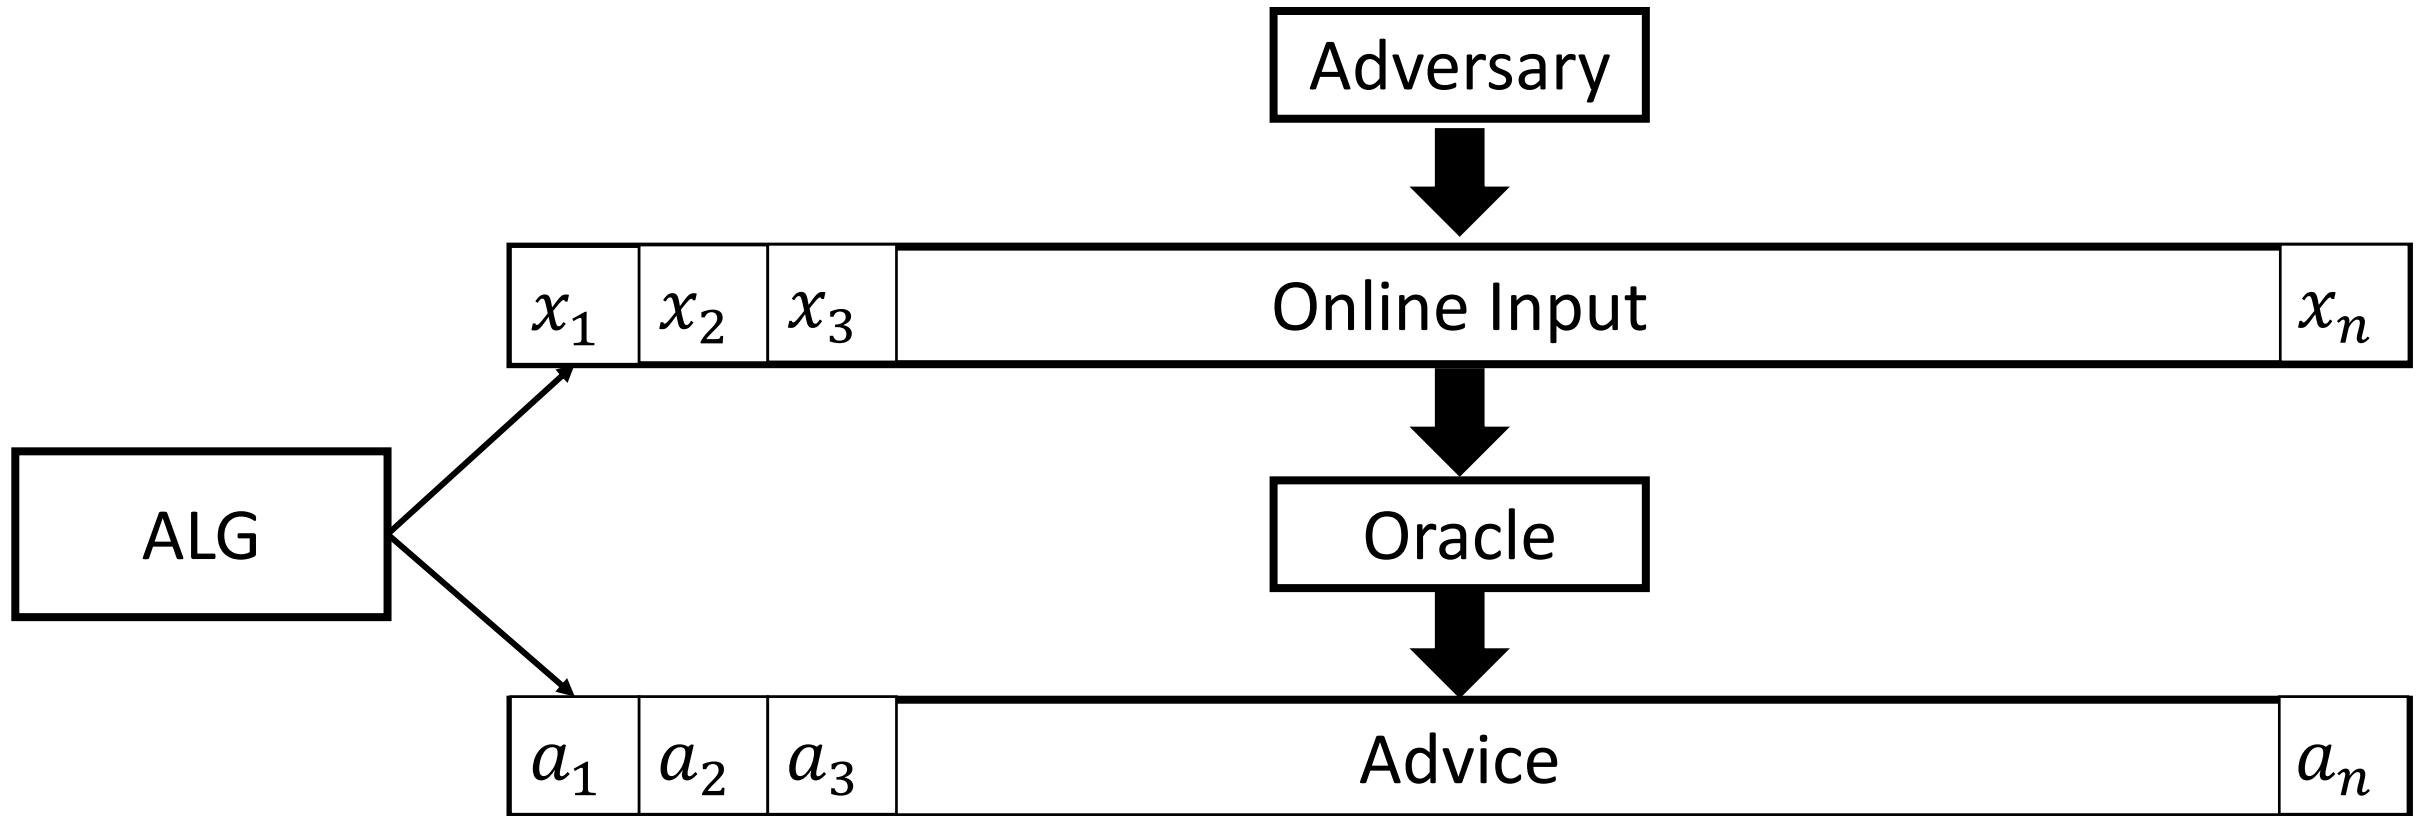 Adversary
x₁ x₂ x₃ Online Input xₙ
ALG
Oracle
a₁ a₂ a₃ Advice aₙ